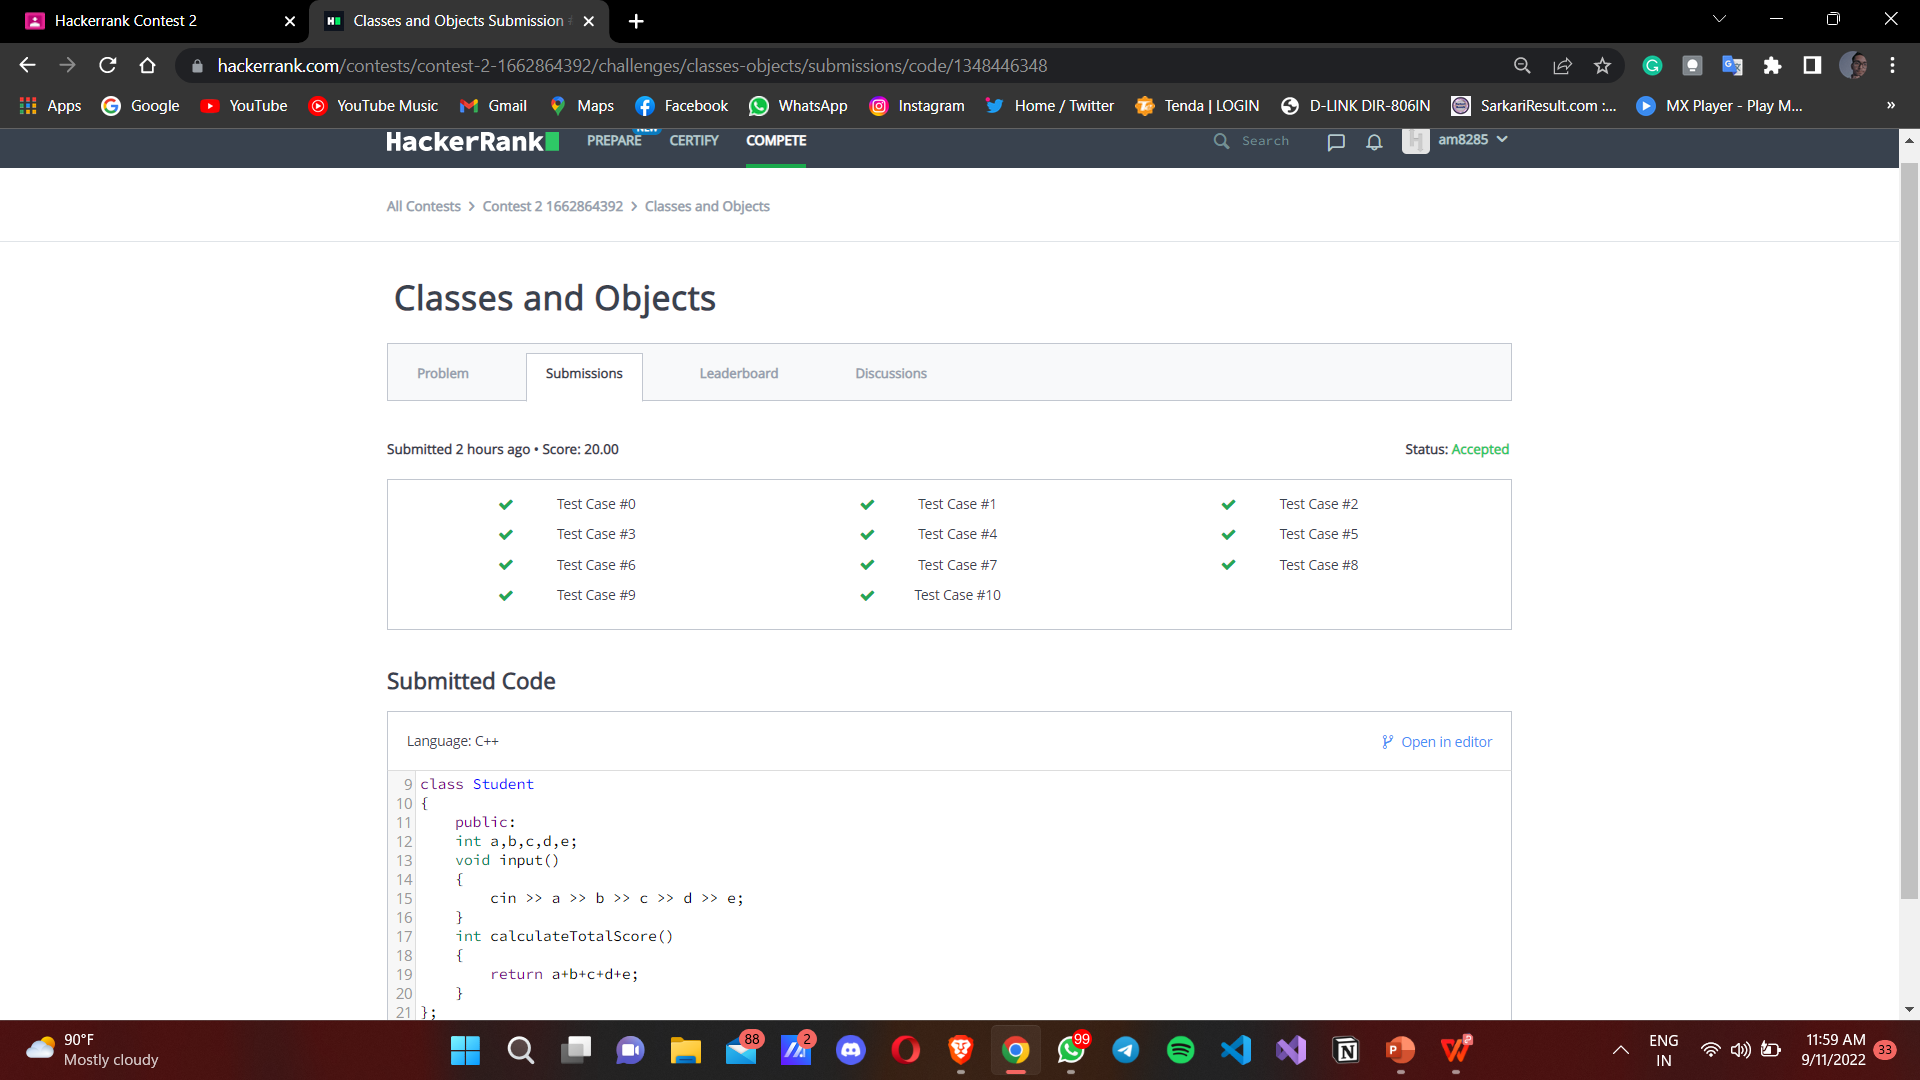 Hackerrank Contest 2
Classes and Objects Submission #
hackerrank.com/contests/contest-2-1662864392/challenges/classes-objects/submissions/code/1348446348
Apps Google YouTube YouTube Music Gmail Maps Facebook WhatsApp Instagram Home / Twitter Tenda | LOGIN D-LINK DIR-806IN SarkariResult.com :... MX Player - Play M... »
HackerRank PREPARE NEW CERTIFY COMPETE Search am8285
All Contests > Contest 2 1662864392 > Classes and Objects
Classes and Objects
Problem Submissions Leaderboard Discussions
Submitted 2 hours ago • Score: 20.00 Status: Accepted
Test Case #0 Test Case #1 Test Case #2
Test Case #3 Test Case #4 Test Case #5
Test Case #6 Test Case #7 Test Case #8
Test Case #9 Test Case #10
Submitted Code
Language: C++ Open in editor
9 class Student
10 {
11 public:
12 int a,b,c,d,e;
13 void input()
14 {
15 cin >> a >> b >> c >> d >> e;
16 }
17 int calculateTotalScore()
18 {
19 return a+b+c+d+e;
20 }
21 };
90°F
Mostly cloudy
88 2 99 2
ENG
IN
11:59 AM
9/11/2022
33